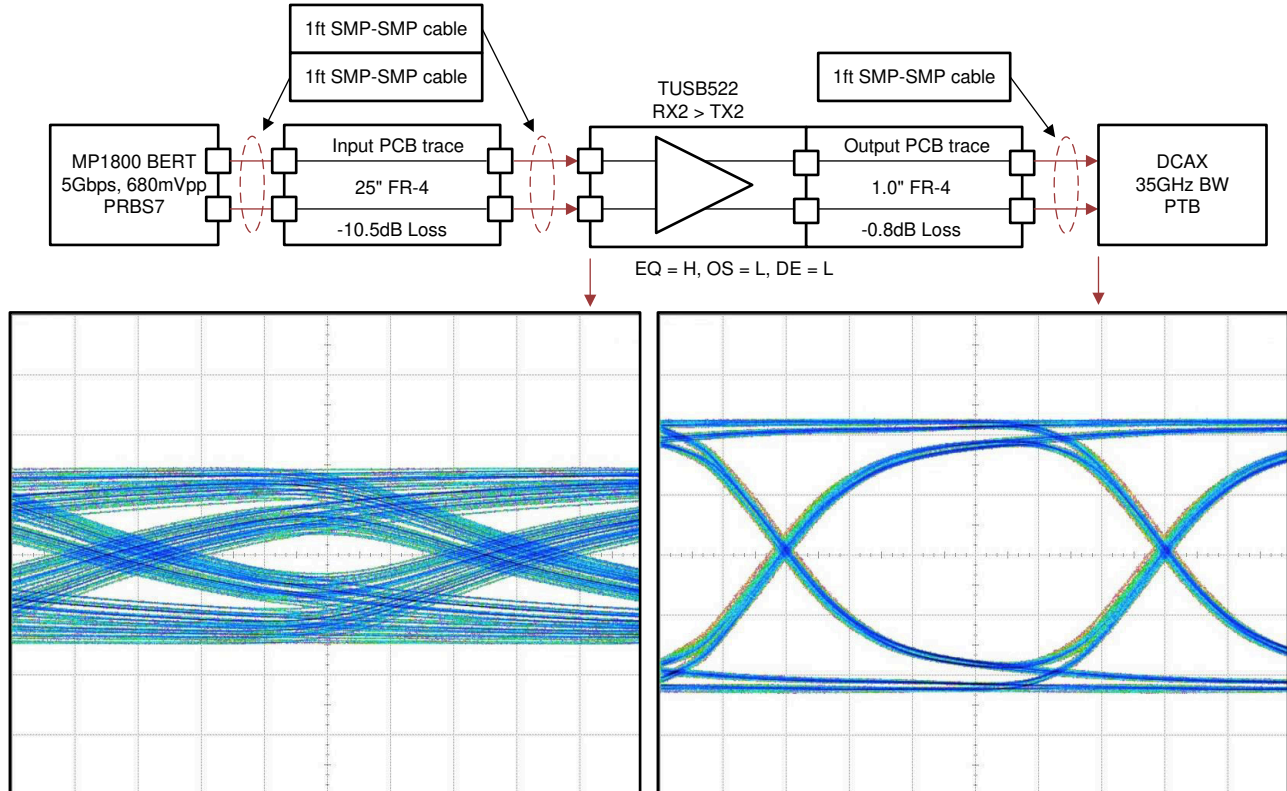 1ft SMP-SMP cable
1ft SMP-SMP cable
1ft SMP-SMP cable
TUSB522
RX2 > TX2
MP1800 BERT
5Gbps, 680mVpp
PRBS7
Input PCB trace
25" FR-4
-10.5dB Loss
Output PCB trace
1.0" FR-4
-0.8dB Loss
DCAX
35GHz BW
PTB
EQ = H, OS = L, DE = L